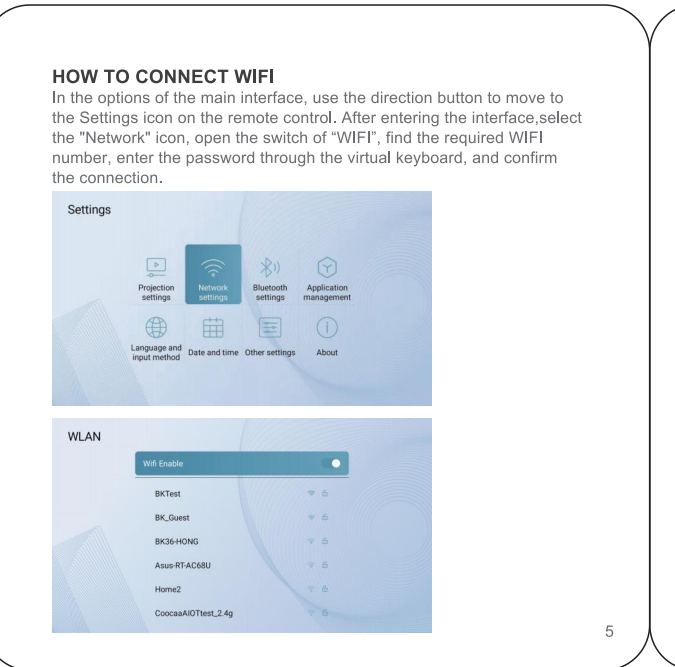 HOW TO CONNECT WIFI
In the options of the main interface, use the direction button to move to
the Settings icon on the remote control. After entering the interface,select
the "Network" icon, open the switch of “WIFI”, find the required WIFI
number, enter the password through the virtual keyboard, and confirm
the connection.
Settings
Projection
settings
Network
settings
Bluetooth
settings
Application
management
Language and
input method
Date and time
Other settings
About
WLAN
Wifi Enable
BKTest
BK_Guest
BK36-HONG
Asus-RT-AC68U
Home2
CoocaaAIOTtest_2.4g
5